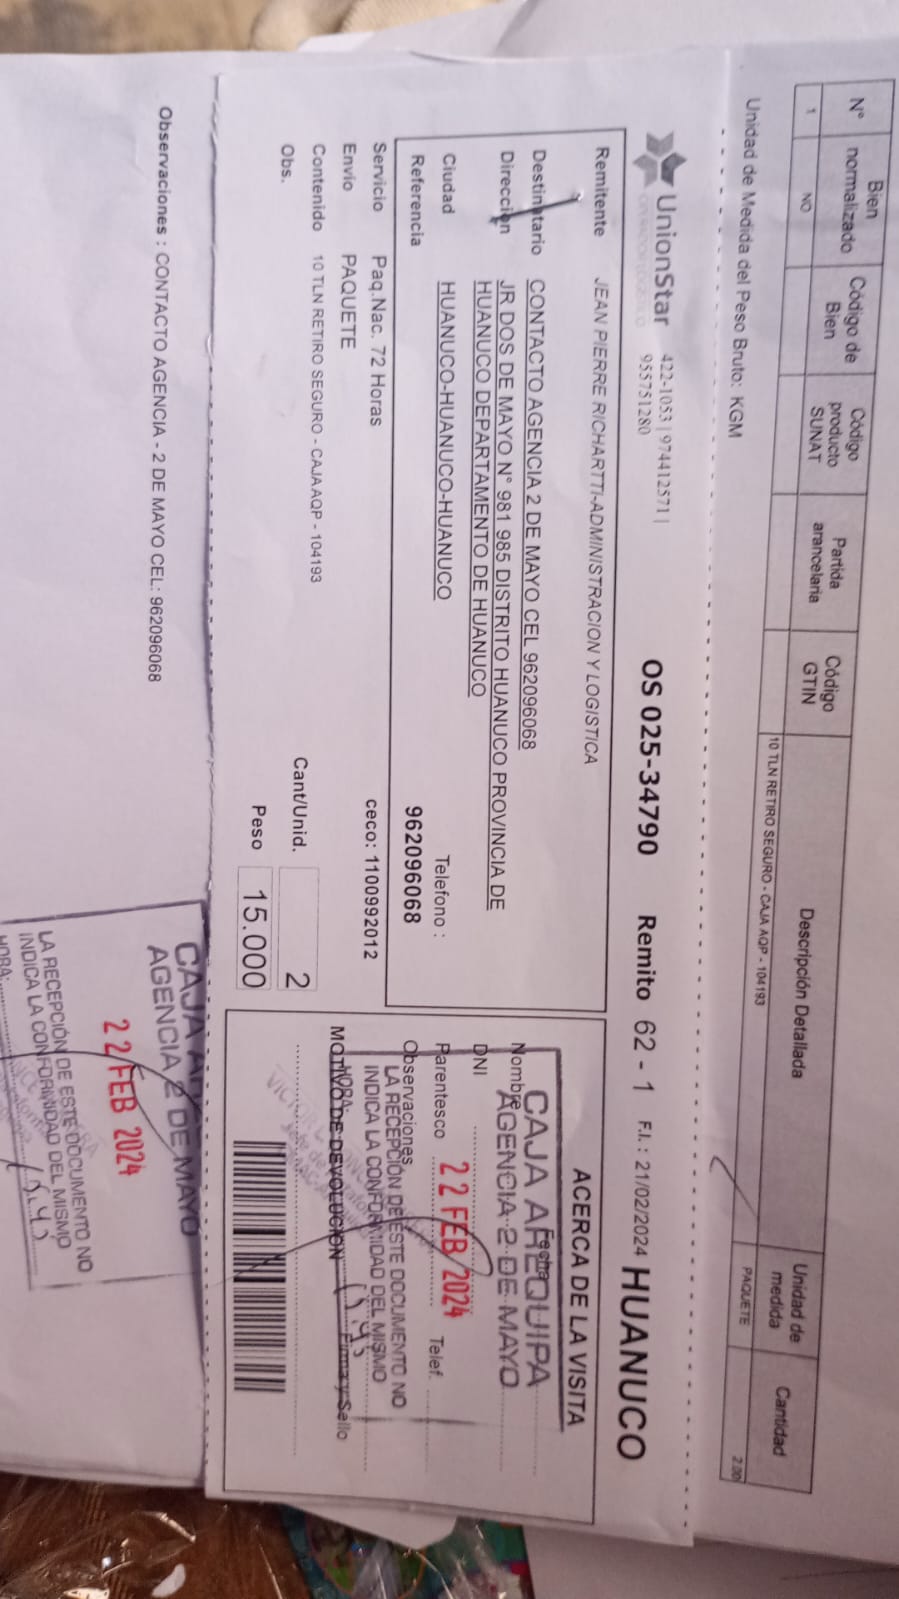 N° Bien normalizado Código de Bien Código producto SUNAT Partida arancelaria Código GTIN Descripción Detallada Unidad de medida Cantidad
1 NO 10 TLN RETIRO SEGURO - CAJA AQP - 104193 PAQUETE 2.00
Unidad de Medida del Peso Bruto: KGM
UnionStar
422-1053 | 974412571 |
955751280
OS 025-34790 Remito 62 - 1 F.I.: 21/02/2024 HUANUCO
Remitente JEAN PIERRE RICHARTTI-ADMINISTRACION Y LOGISTICA
Destinatario CONTACTO AGENCIA 2 DE MAYO CEL 962096068
Dirección JR DOS DE MAYO N° 981 985 DISTRITO HUANUCO PROVINCIA DE
HUANUCO DEPARTAMENTO DE HUANUCO
Ciudad HUANUCO-HUANUCO-HUANUCO
Telefono :
Referencia 962096068
Servicio Paq.Nac. 72 Horas ceco: 1100992012
Envio PAQUETE
Contenido 10 TLN RETIRO SEGURO - CAJA AQP - 104193
Obs.
Cant/Unid. 2
Peso 15.000
ACERCA DE LA VISITA
Fecha
Nombre
DNI
Parentesco Telef.
Observaciones
MOTIVO DE DEVOLUCION Firma y Sello
CAJA AREQUIPA
AGENCIA 2 DE MAYO
22 FEB 2024
LA RECEPCIÓN DE ESTE DOCUMENTO NO
INDICA LA CONFORMIDAD DEL MISMO
HORA:
Observaciones : CONTACTO AGENCIA - 2 DE MAYO CEL: 962096068
CAJA
AGENCIA 2 DE MAYO
22 FEB 2024
LA RECEPCIÓN DE ESTE DOCUMENTO NO
INDICA LA CONFORMIDAD DEL MISMO
HORA: